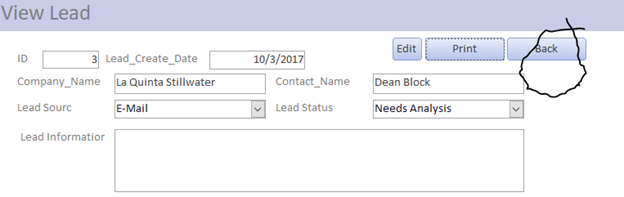 View Lead
Edit Print Back
ID 3 Lead_Create_Date 10/3/2017
Company_Name La Quinta Stillwater Contact_Name Dean Block
Lead Sourc E-Mail Lead Status Needs Analysis
Lead Informatior